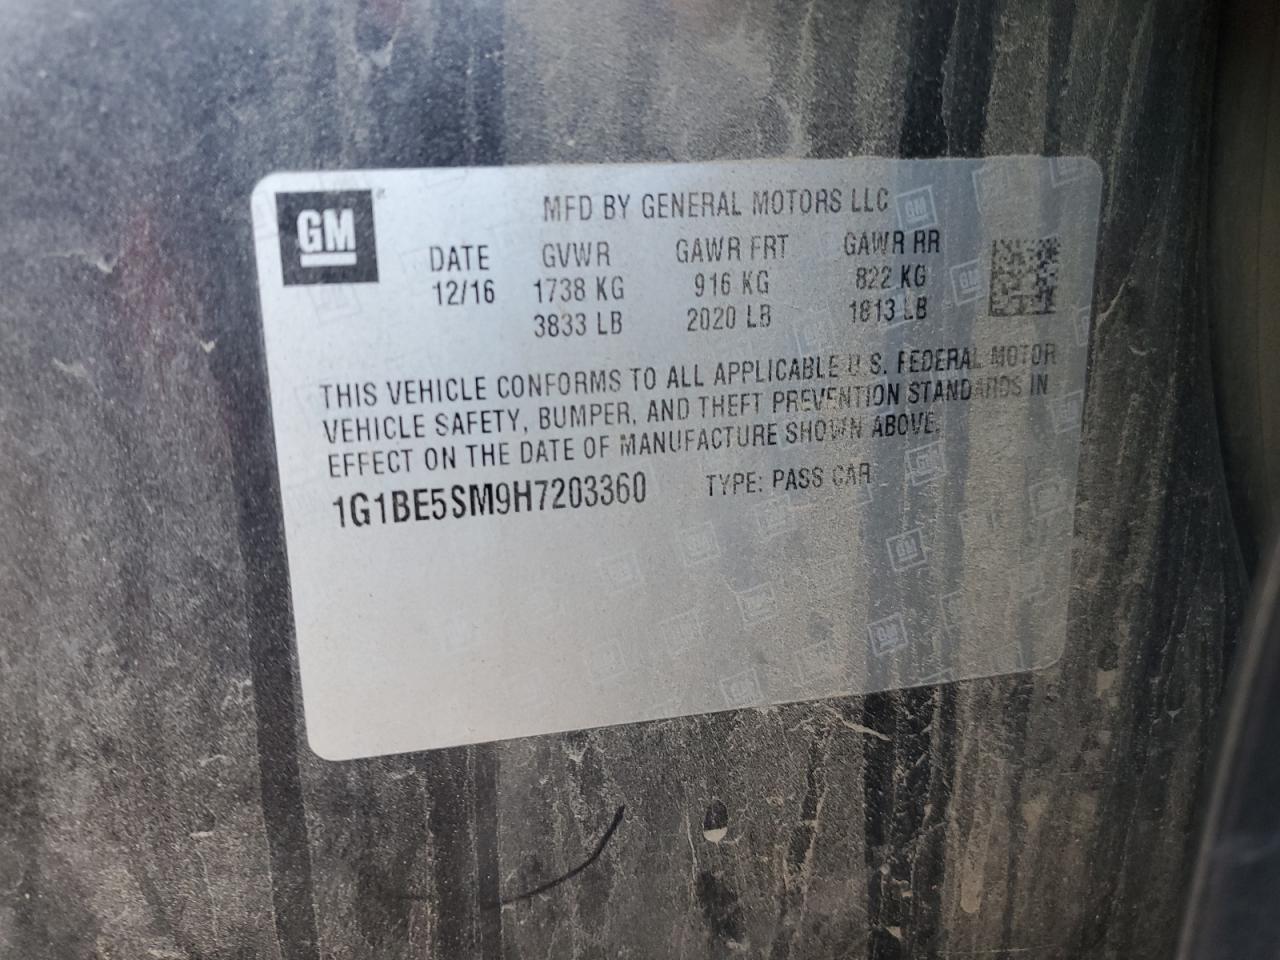 GM
MFD BY GENERAL MOTORS LLC
DATE GVWR GAWR FRT GAWR RR
12/16 1738 KG 916 KG 822 KG
3833 LB 2020 LB 1813 LB
THIS VEHICLE CONFORMS TO ALL APPLICABLE U.S. FEDERAL MOTOR
VEHICLE SAFETY, BUMPER, AND THEFT PREVENTION STANDARDS IN
EFFECT ON THE DATE OF MANUFACTURE SHOWN ABOVE.
1G1BE5SM9H7203360 TYPE: PASS CAR